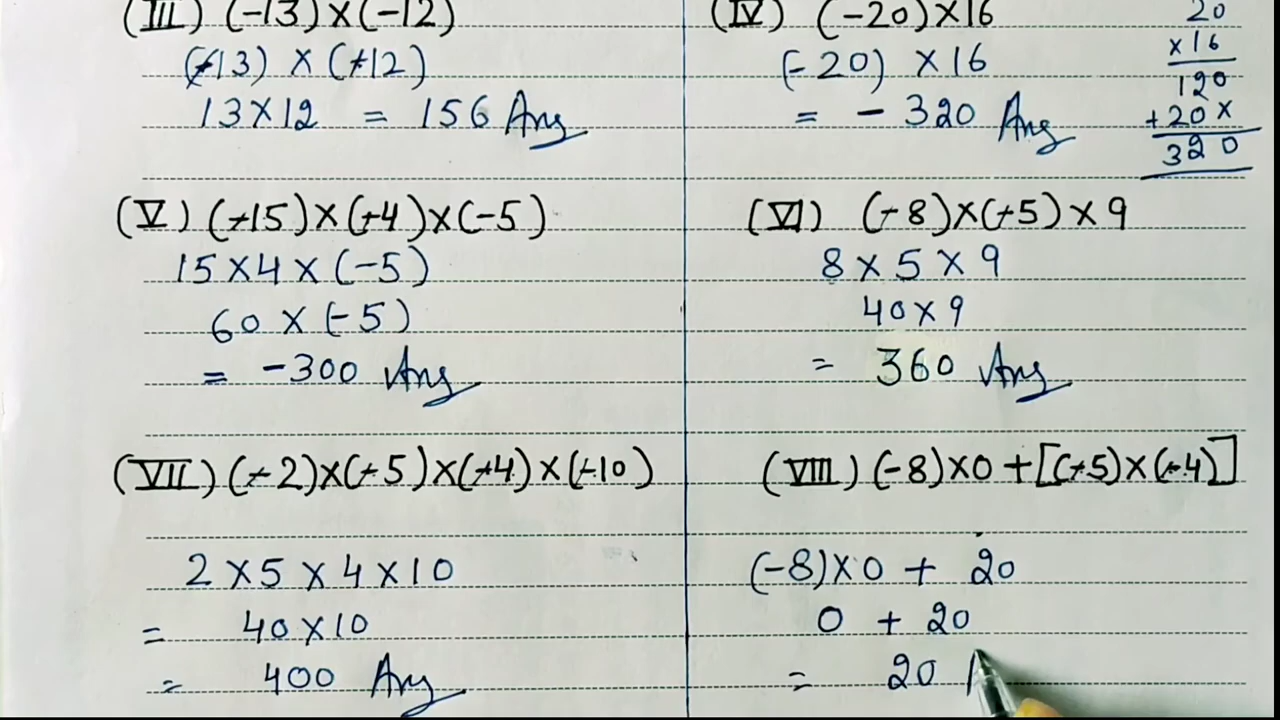 (III) (-13)×(-12)
(-13) × (-12)
13×12 = 156 Ans
(IV) (-20)×16
(-20) × 16
= - 320 Ans
20
×16
120
+20×
320
(V) (-15)×(-4)×(-5)
15×4×(-5)
60×(-5)
= -300 Ans
(VI) (-8)×(-5)×9
8×5×9
40×9
= 360 Ans
(VII) (-2)×(-5)×(-4)×(-10)
2×5×4×10
= 40×10
= 400 Ans
(VIII) (-8)×0+[(-5)×(-4)]
(-8)×0 + 20
0 + 20
= 20